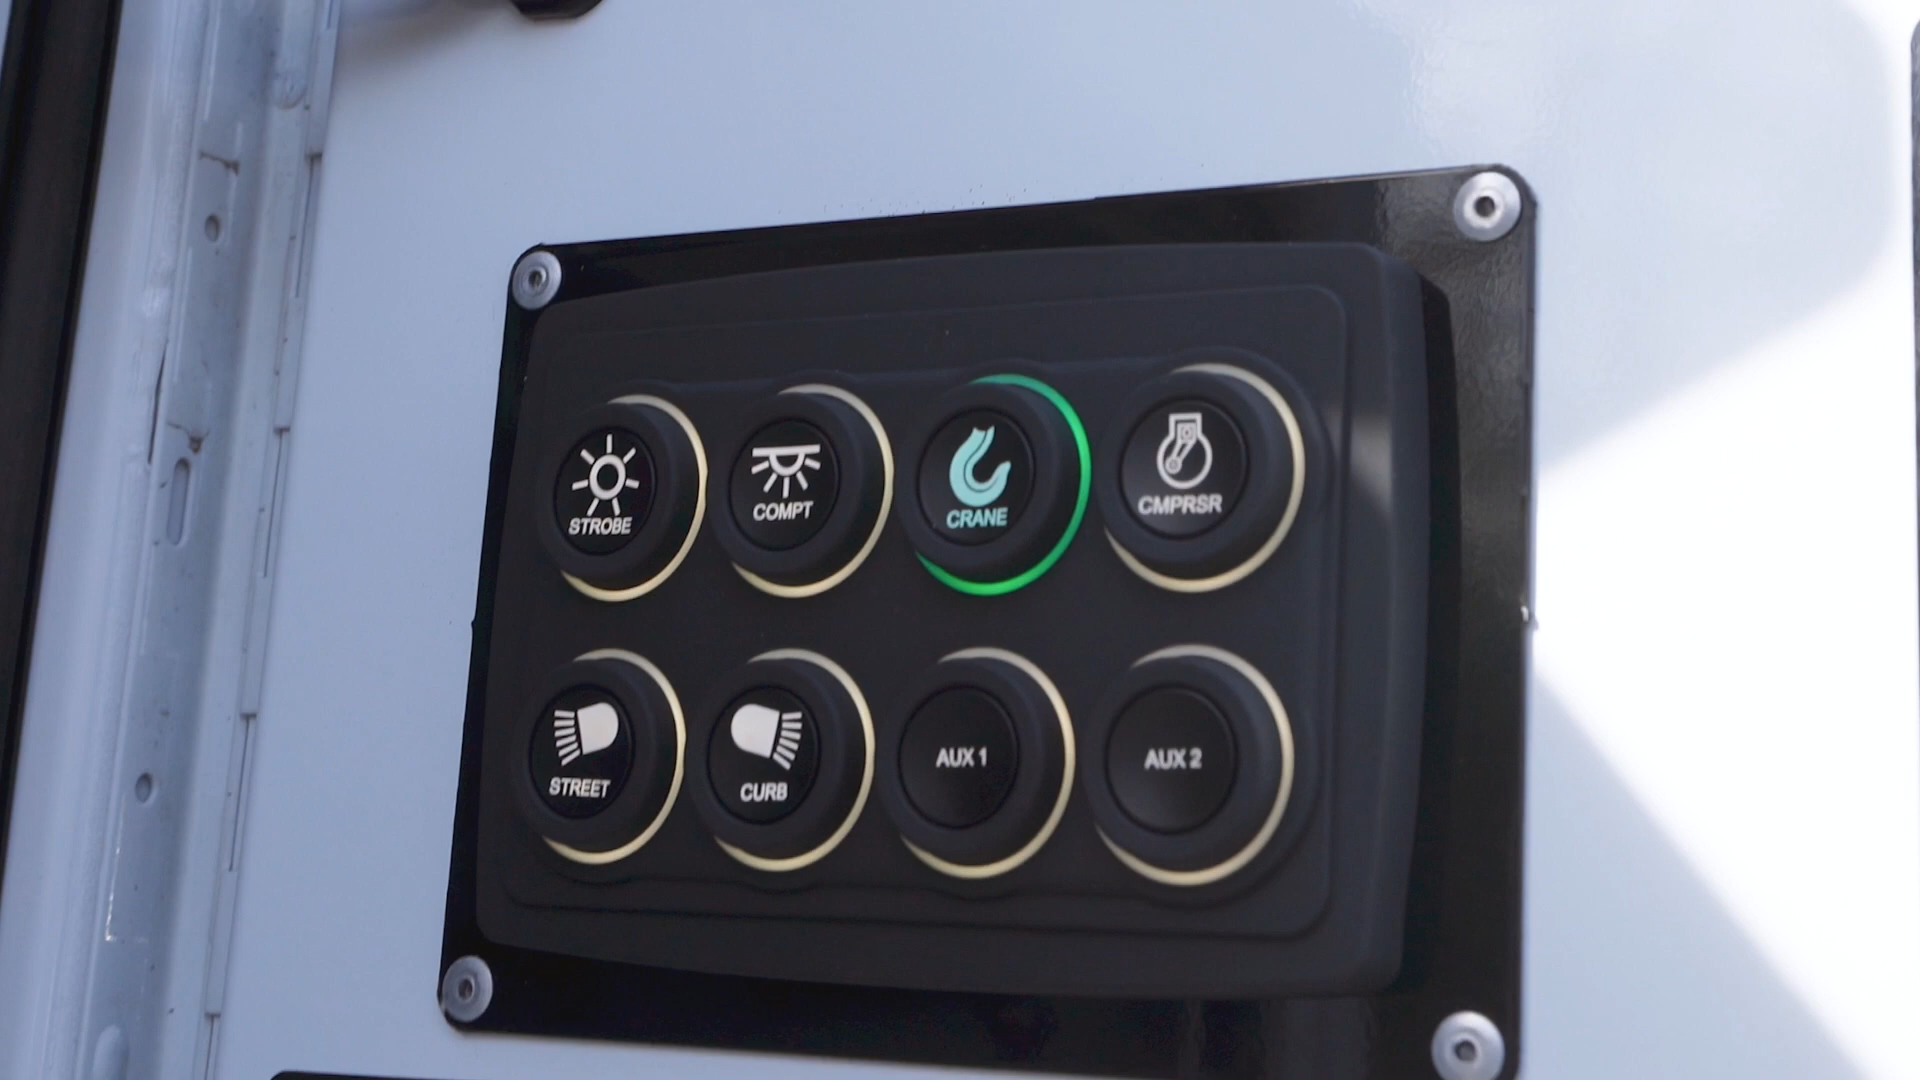 STROBE
COMPT
CRANE
CMPRSR
STREET
CURB
AUX 1
AUX 2